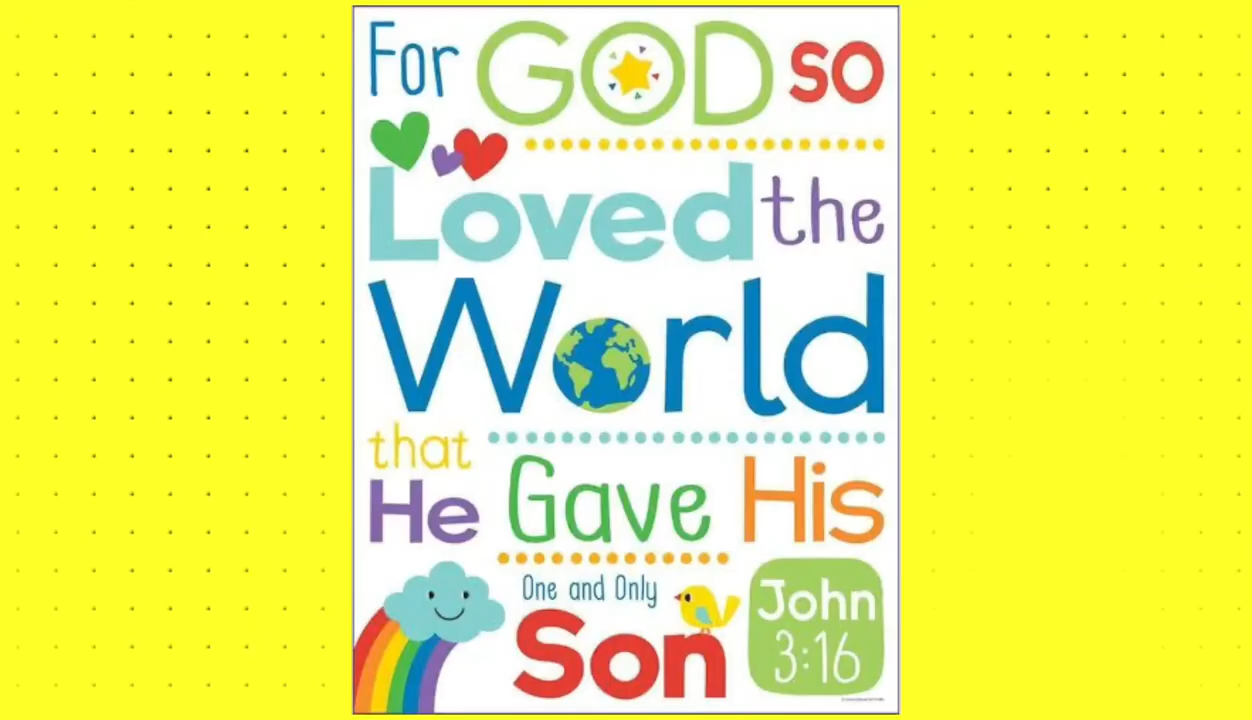 For GOD so
Loved the
World
that
He Gave His
One and Only
Son
John
3:16